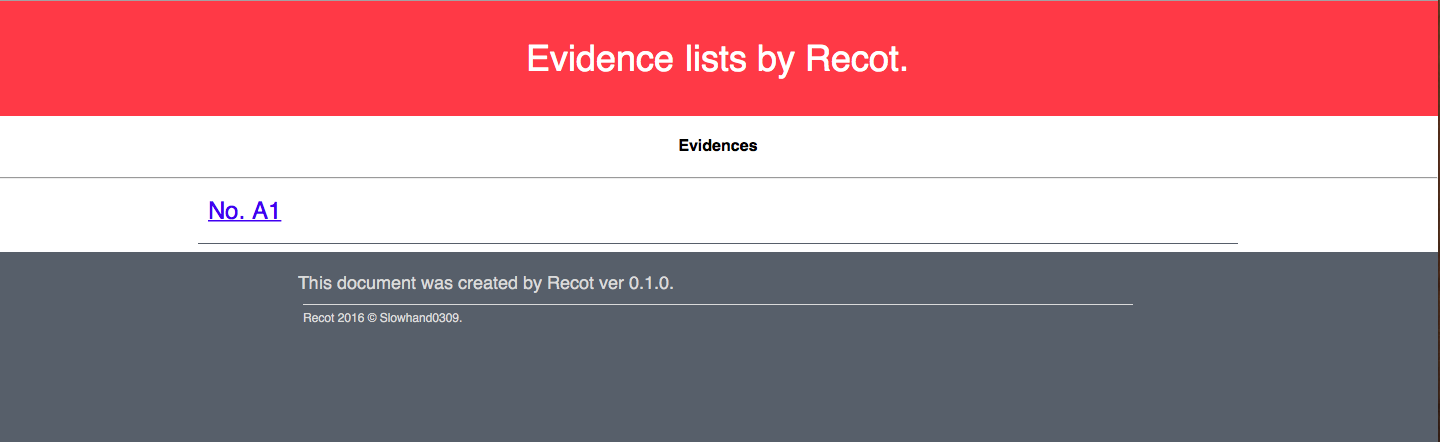 Evidence lists by Recot.
Evidences
No. A1
This document was created by Recot ver 0.1.0.
Recot 2016 © Slowhand0309.